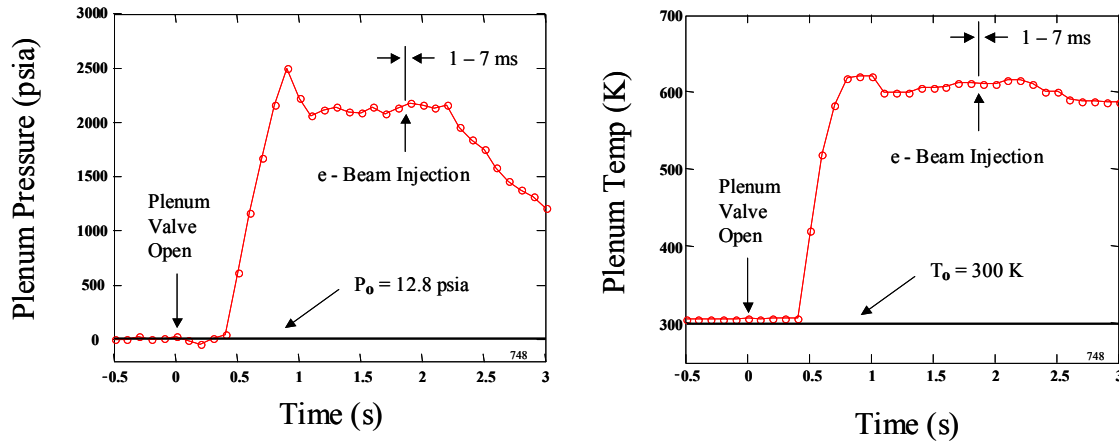 3000
2500
2000
1500
1000
500
0
Plenum Pressure (psia)
1 – 7 ms
e - Beam Injection
Plenum
Valve
Open
Po = 12.8 psia
748
-0.5 0 0.5 1 1.5 2 2.5 3
Time (s)
700
600
500
400
300
Plenum Temp (K)
1 – 7 ms
e - Beam Injection
Plenum
Valve
Open
To = 300 K
748
-0.5 0 0.5 1 1.5 2 2.5 3
Time (s)